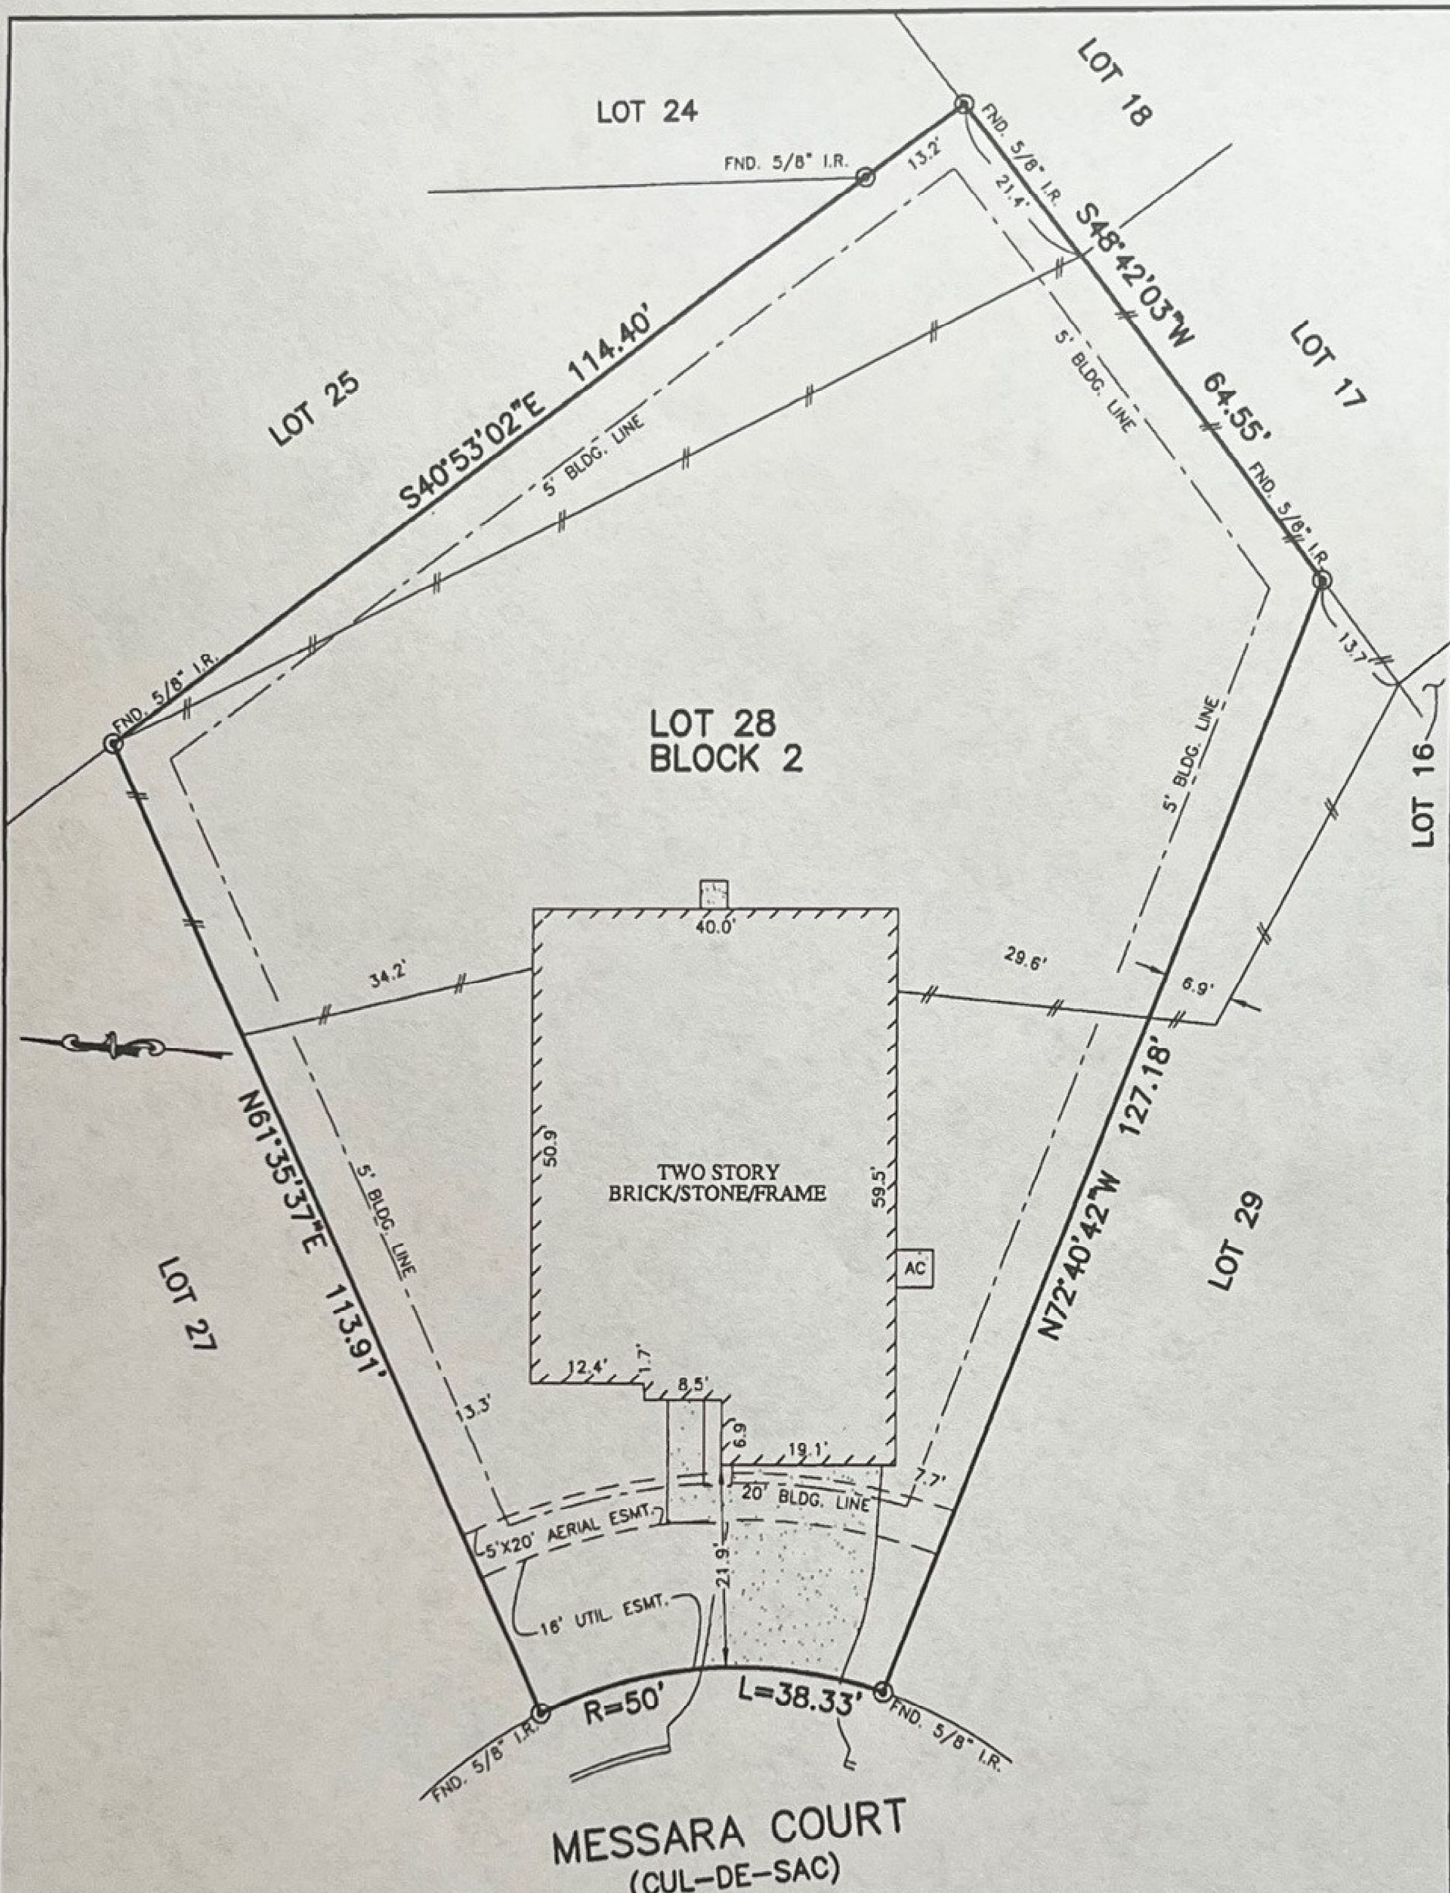 LOT 18
LOT 24
FND. 5/8" I.R.
13.2'
FND. 5/8" I.R.
21.4'
S48°42'03"W 64.55'
LOT 17
5' BLDG. LINE
FND. 5/8" I.R.
LOT 25
S40°53'02"E 114.40'
5' BLDG. LINE
FND. 5/8" I.R.
13.7'
LOT 16
LOT 28
BLOCK 2
5' BLDG. LINE
40.0'
34.2'
29.6'
6.9'
N61°35'37"E 113.91'
5' BLDG. LINE
50.9'
TWO STORY
BRICK/STONE/FRAME
59.5'
AC
N72°40'42"W 127.18'
LOT 29
LOT 27
12.4'
1.7'
8.5'
13.3'
6.9
19.1'
7.7'
20' BLDG. LINE
5'X20' AERIAL ESMT.
21.9'
16' UTIL. ESMT.
R=50'
L=38.33'
FND. 5/8" I.R.
FND. 5/8" I.R.
MESSARA COURT
(CUL-DE-SAC)